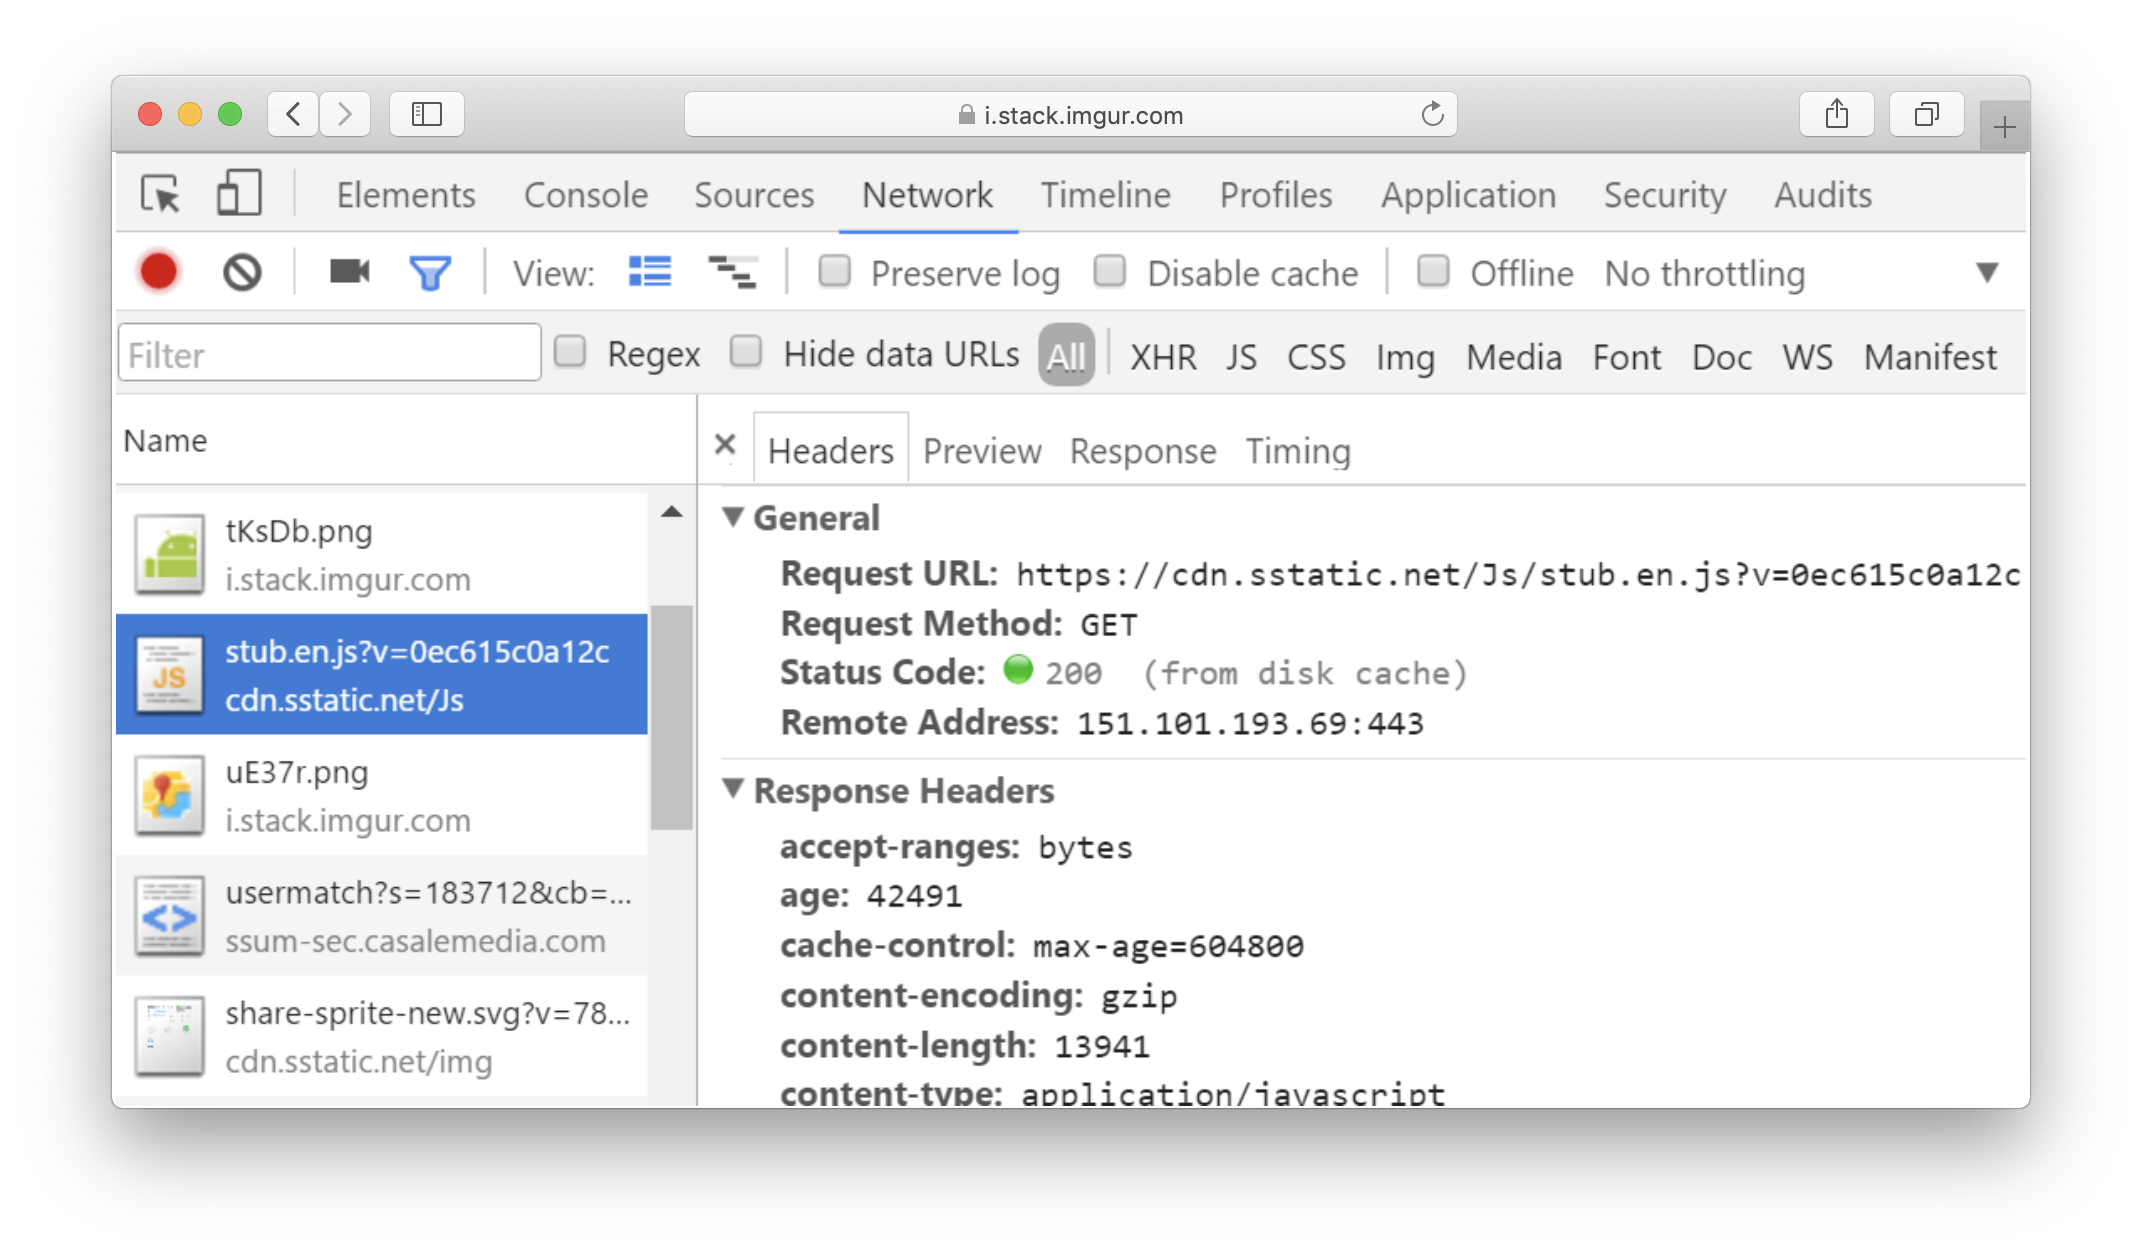 i.stack.imgur.com
Elements Console Sources Network Timeline Profiles Application Security Audits
View: Preserve log Disable cache Offline No throttling
Filter Regex Hide data URLs All XHR JS CSS Img Media Font Doc WS Manifest
Name
tKsDb.png
i.stack.imgur.com
JS
stub.en.js?v=0ec615c0a12c
cdn.sstatic.net/Js
uE37r.png
i.stack.imgur.com
usermatch?s=183712&cb=...
ssum-sec.casalemedia.com
share-sprite-new.svg?v=78...
cdn.sstatic.net/img
× Headers Preview Response Timing
General
Request URL: https://cdn.sstatic.net/Js/stub.en.js?v=0ec615c0a12c
Request Method: GET
Status Code: 200 (from disk cache)
Remote Address: 151.101.193.69:443
Response Headers
accept-ranges: bytes
age: 42491
cache-control: max-age=604800
content-encoding: gzip
content-length: 13941
content-type: application/javascript